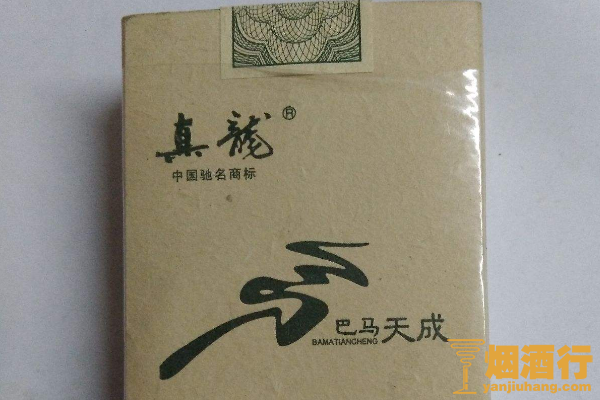 真龍®
中国驰名商标
巴马天成
BAMATIANCHENG
烟酒行
yanjiuhang.com